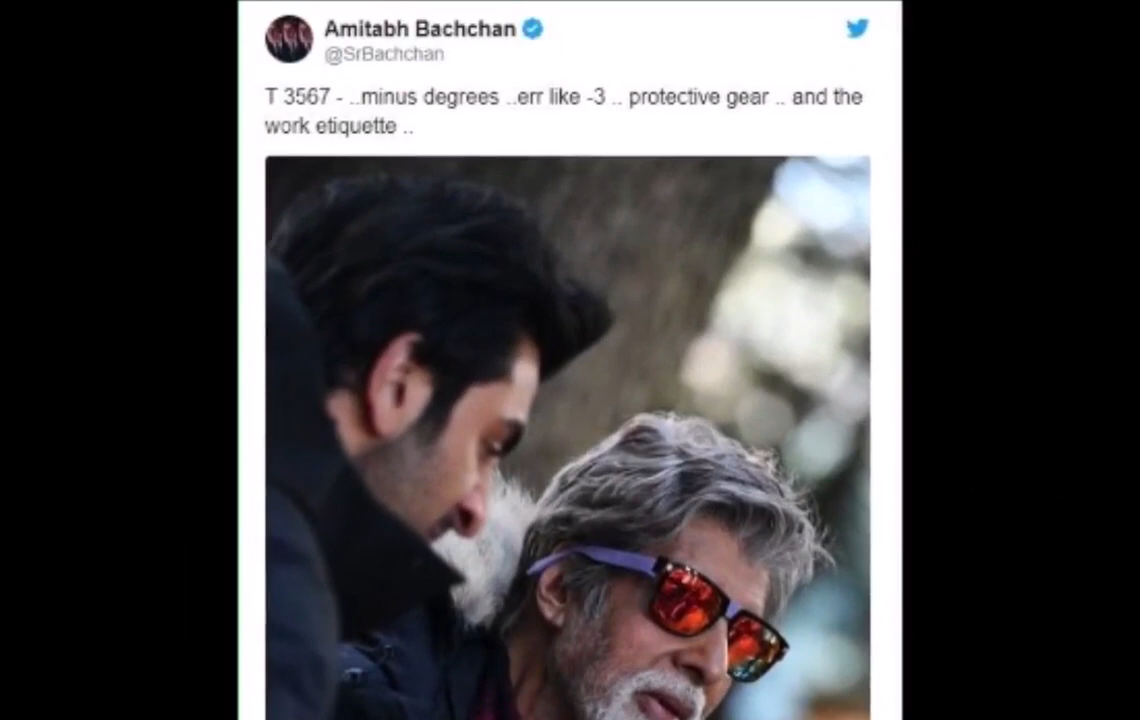 Amitabh Bachchan
@SrBachchan
T 3567 - ..minus degrees ..err like -3 .. protective gear .. and the
work etiquette ..